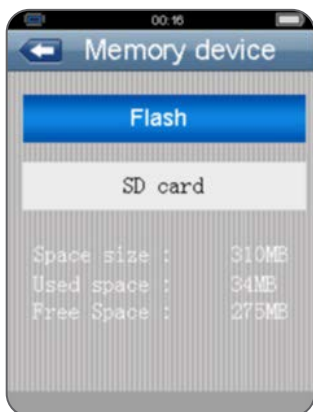 00:16
Memory device
Flash
SD card
Space size : 310MB
Used space : 34MB
Free Space : 275MB